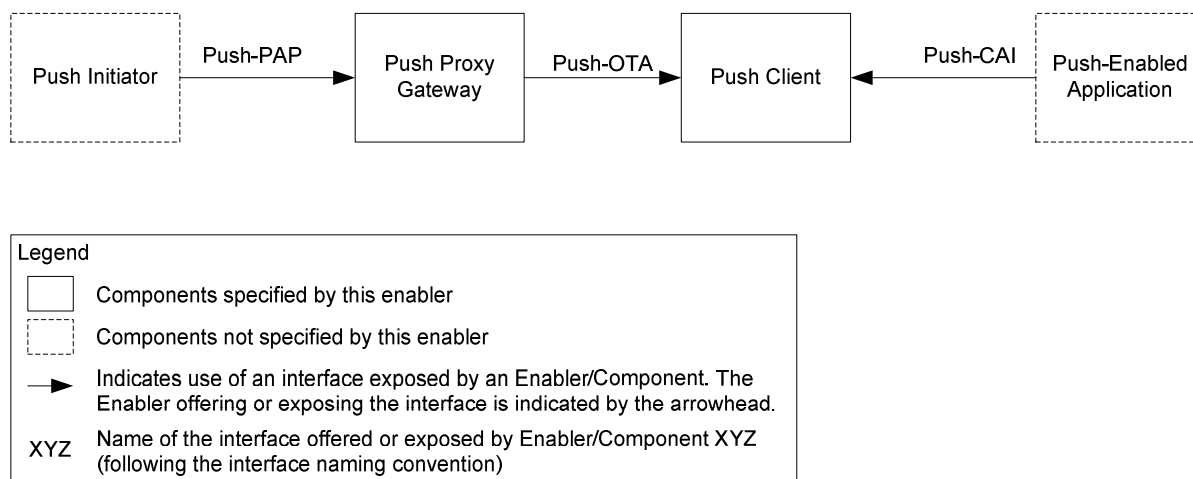 Push Initiator
Push-PAP
Push Proxy
Gateway
Push-OTA
Push Client
Push-CAI
Push-Enabled
Application
Legend
Components specified by this enabler
Components not specified by this enabler
Indicates use of an interface exposed by an Enabler/Component. The
Enabler offering or exposing the interface is indicated by the arrowhead.
XYZ
Name of the interface offered or exposed by Enabler/Component XYZ
(following the interface naming convention)